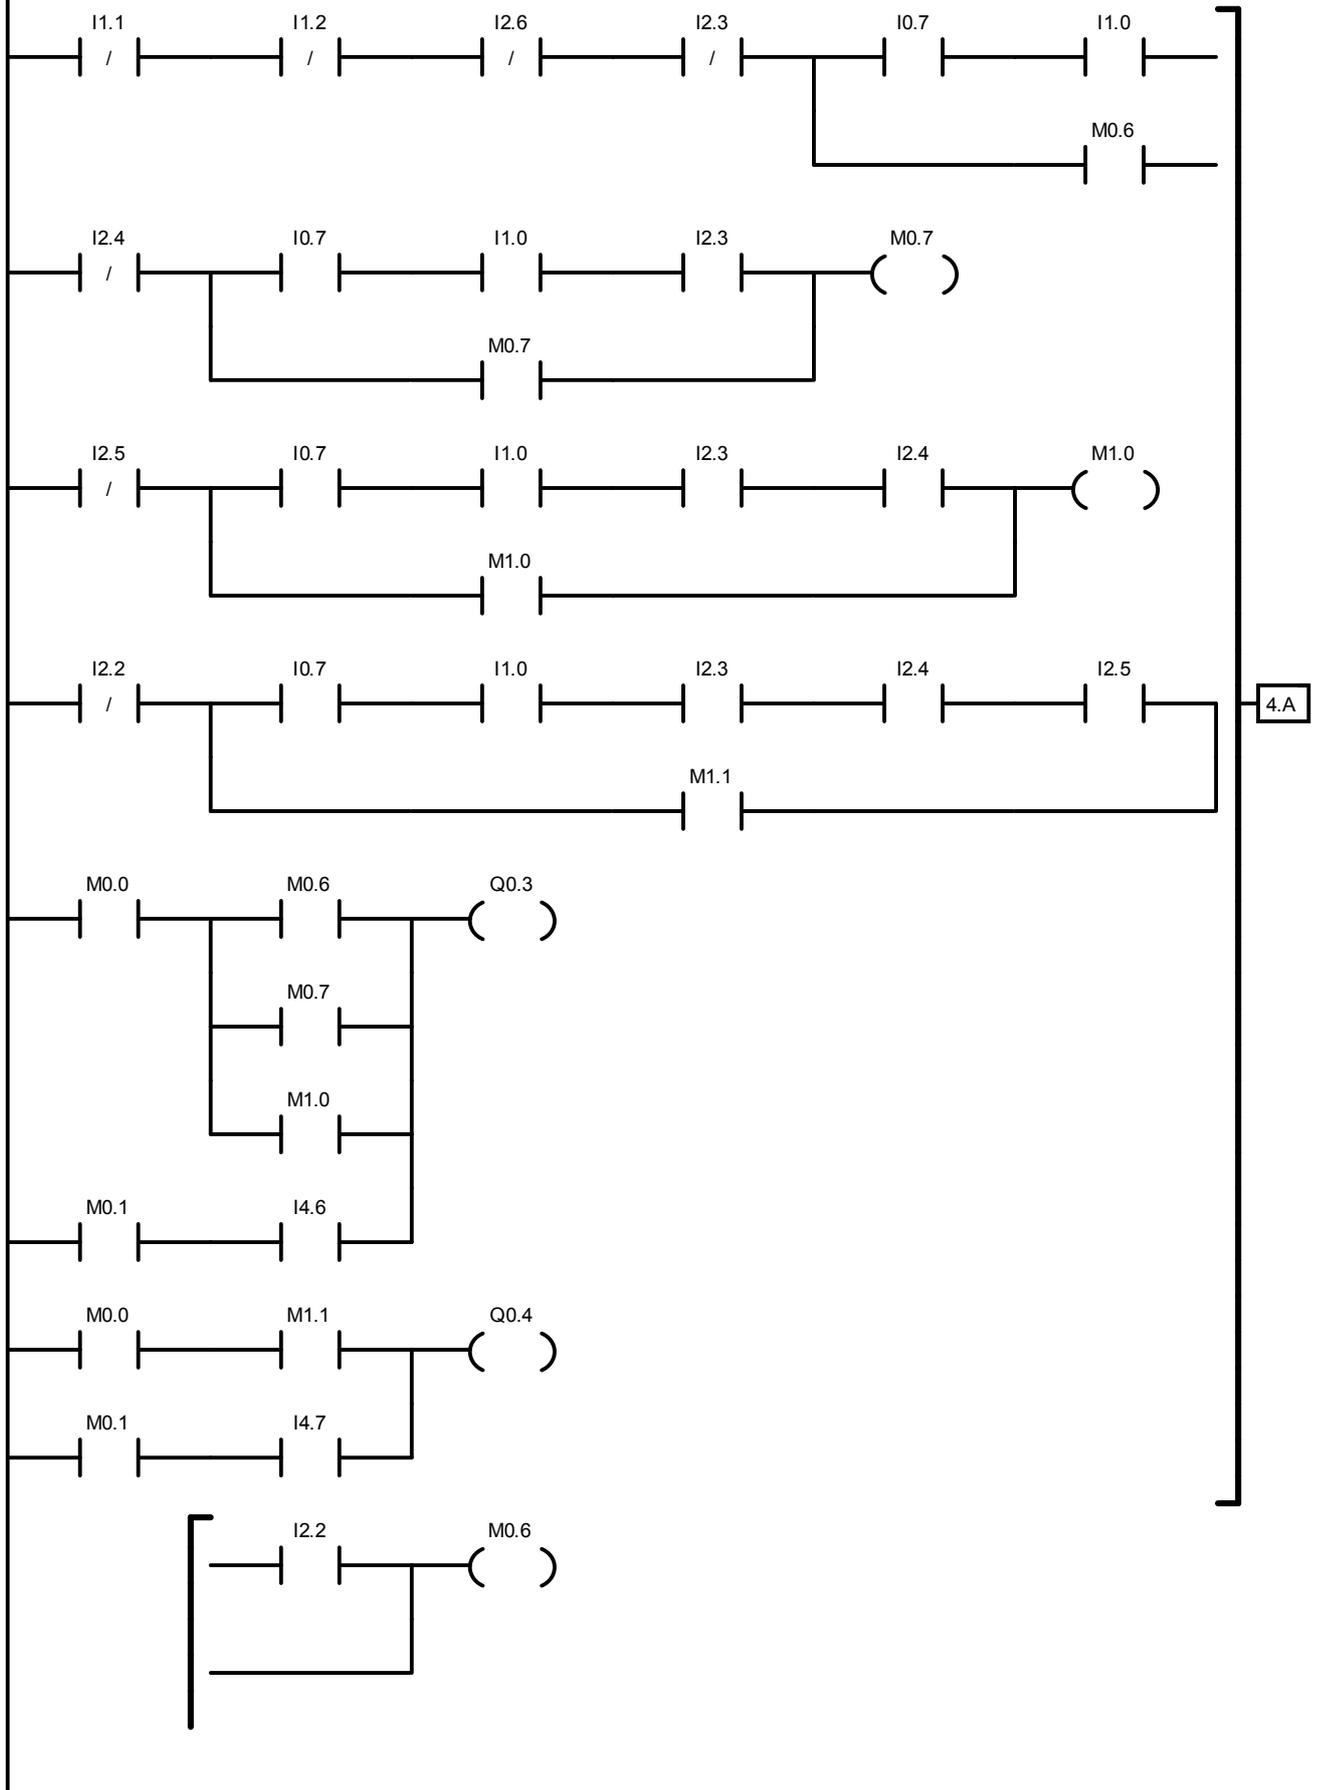 I1.1 I1.2 I2.6 I2.3 I0.7 I1.0
/ / / /
M0.6
I2.4 I0.7 I1.0 I2.3 M0.7
/
M0.7
I2.5 I0.7 I1.0 I2.3 I2.4 M1.0
/
M1.0
I2.2 I0.7 I1.0 I2.3 I2.4 I2.5
/ 4.A
M1.1
M0.0 M0.6 Q0.3
M0.7
M1.0
M0.1 I4.6
M0.0 M1.1 Q0.4
M0.1 I4.7
I2.2 M0.6